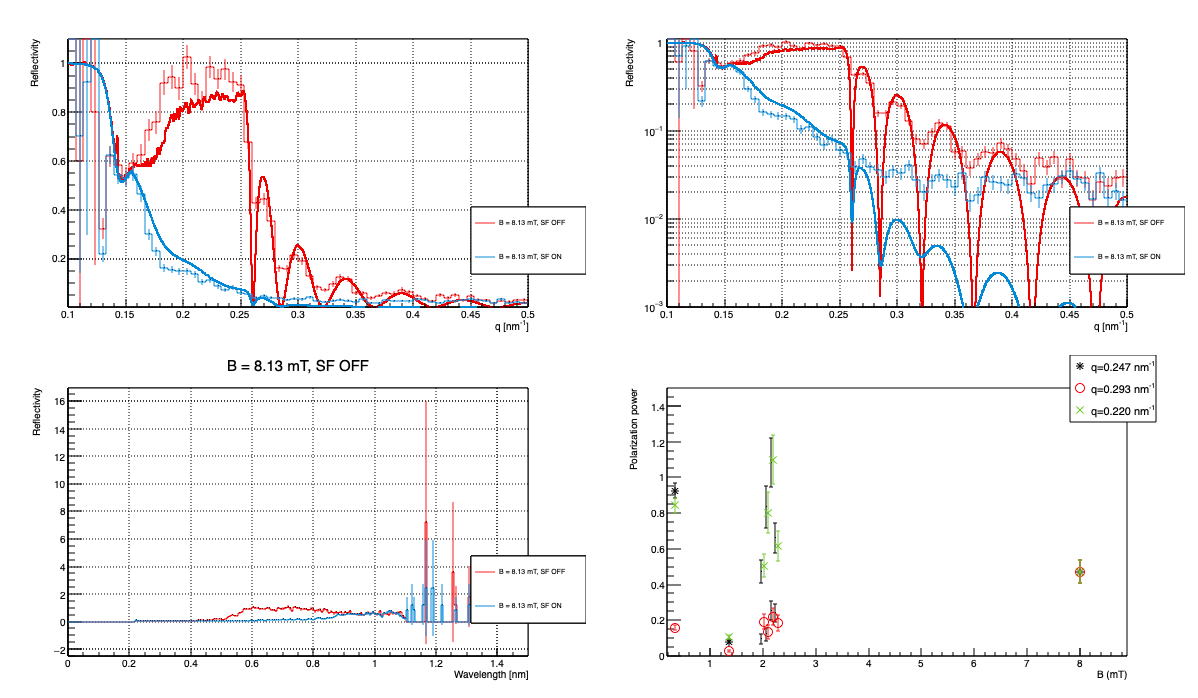 Reflectivity
1
0.8
0.6
0.4
0.2
0.1 0.15 0.2 0.25 0.3 0.35 0.4 0.45 0.5
q [nm-1]
B = 8.13 mT, SF OFF
B = 8.13 mT, SF ON
Reflectivity
1
10−1
10−2
10−3
0.1 0.15 0.2 0.25 0.3 0.35 0.4 0.45 0.5
q [nm-1]
B = 8.13 mT, SF OFF
B = 8.13 mT, SF ON
B = 8.13 mT, SF OFF
Reflectivity
16
14
12
10
8
6
4
2
0
−2
0 0.2 0.4 0.6 0.8 1 1.2 1.4
Wavelength [nm]
B = 8.13 mT, SF OFF
B = 8.13 mT, SF ON
q=0.247 nm-1
q=0.293 nm-1
q=0.220 nm-1
Polarization power
1.4
1.2
1
0.8
0.6
0.4
0.2
0
1 2 3 4 5 6 7 8
B (mT)